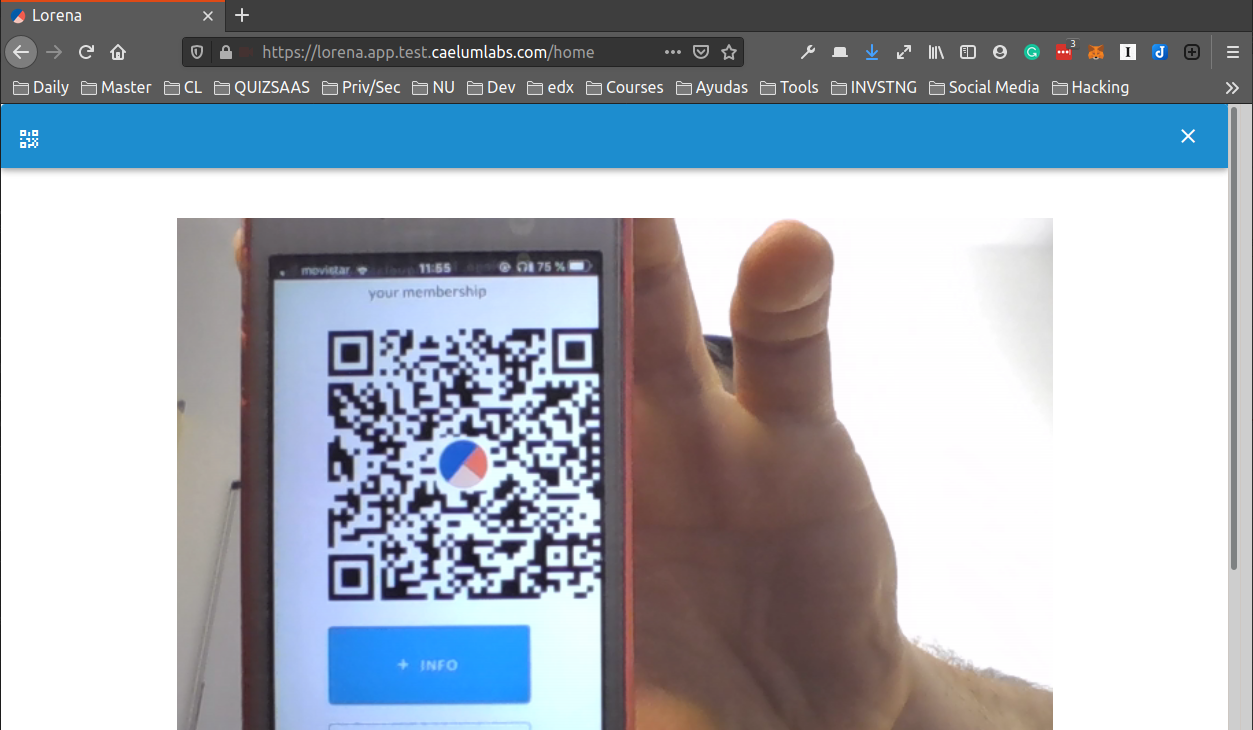 Lorena
https://lorena.app.test.caelumlabs.com/home
3
Daily Master CL QUIZSAAS Priv/Sec NU Dev edx Courses Ayudas Tools INVSTNG Social Media Hacking
movistar 11:55 75 %
your membership
+ INFO